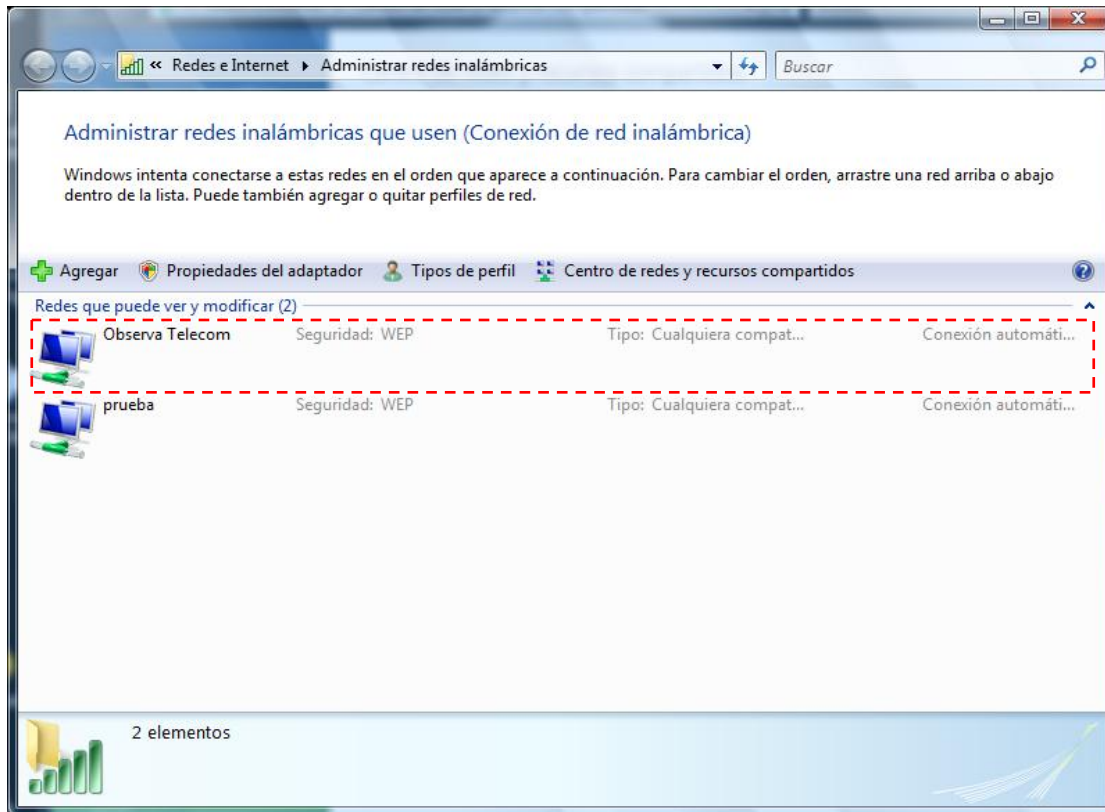 « Redes e Internet Administrar redes inalámbricas Buscar
Administrar redes inalámbricas que usen (Conexión de red inalámbrica)
Windows intenta conectarse a estas redes en el orden que aparece a continuación. Para cambiar el orden, arrastre una red arriba o abajo
dentro de la lista. Puede también agregar o quitar perfiles de red.
Agregar Propiedades del adaptador Tipos de perfil Centro de redes y recursos compartidos
Redes que puede ver y modificar (2)
Observa Telecom Seguridad: WEP Tipo: Cualquiera compat... Conexión automáti...
prueba Seguridad: WEP Tipo: Cualquiera compat... Conexión automáti...
2 elementos